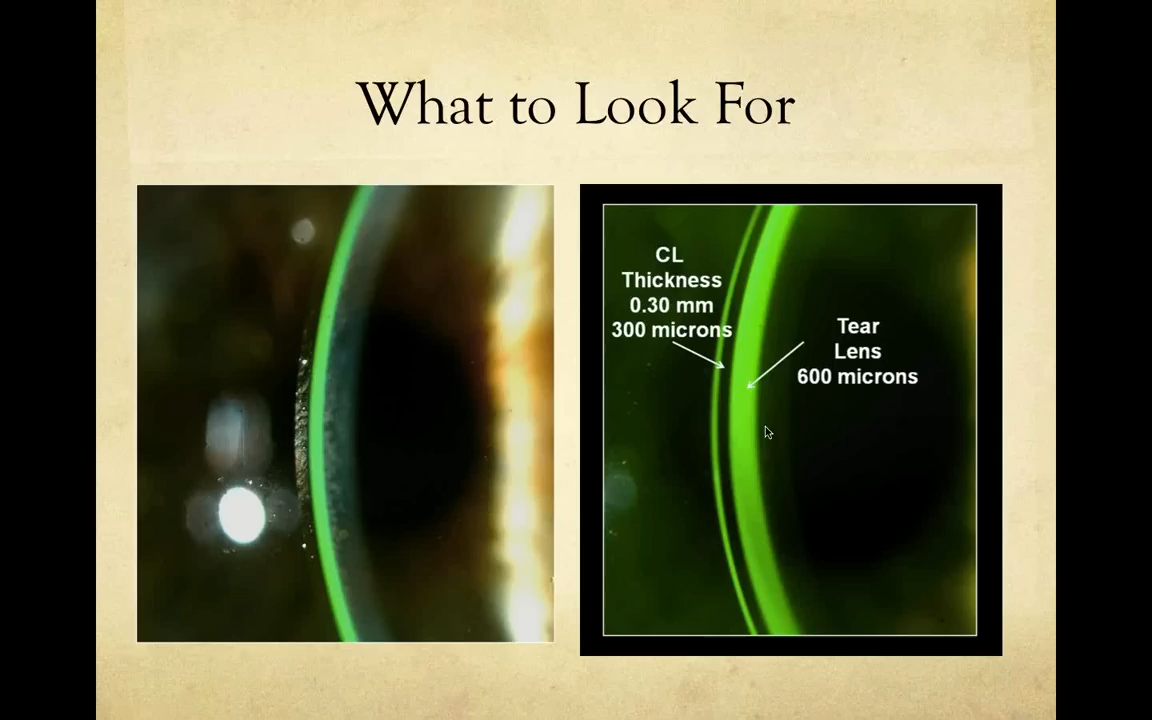 What to Look For
CL
Thickness
0.30 mm
300 microns
Tear
Lens
600 microns